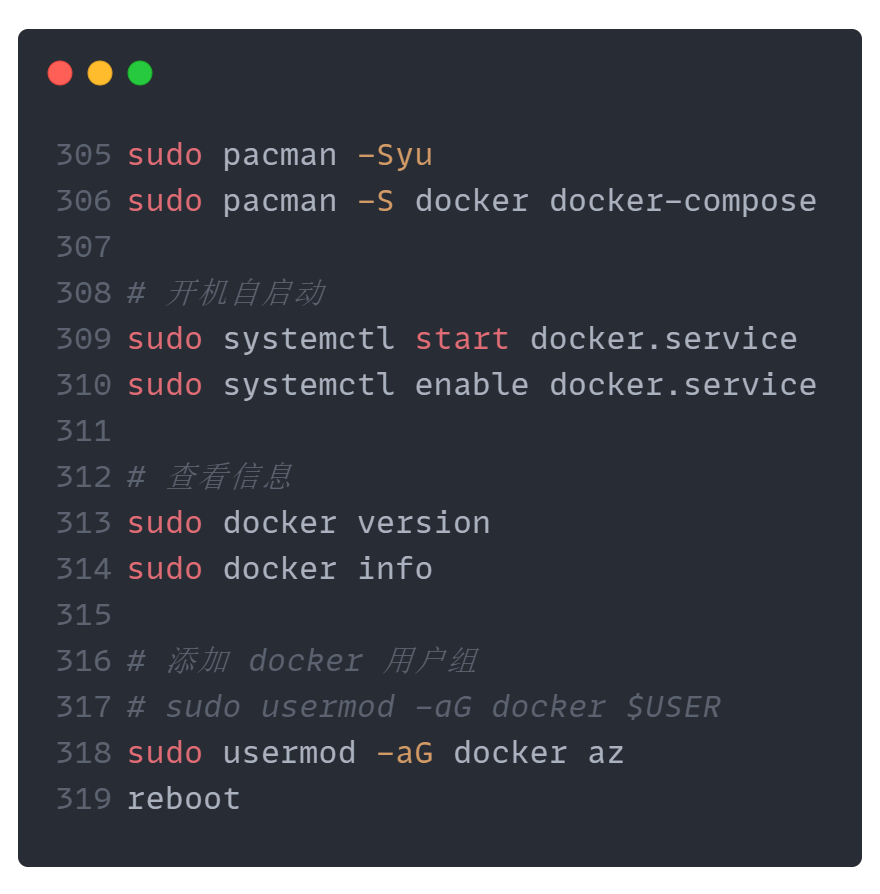 305 sudo pacman -Syu
306 sudo pacman -S docker docker-compose
307
308 # 开机自启动
309 sudo systemctl start docker.service
310 sudo systemctl enable docker.service
311
312 # 查看信息
313 sudo docker version
314 sudo docker info
315
316 # 添加 docker 用户组
317 # sudo usermod -aG docker $USER
318 sudo usermod -aG docker az
319 reboot